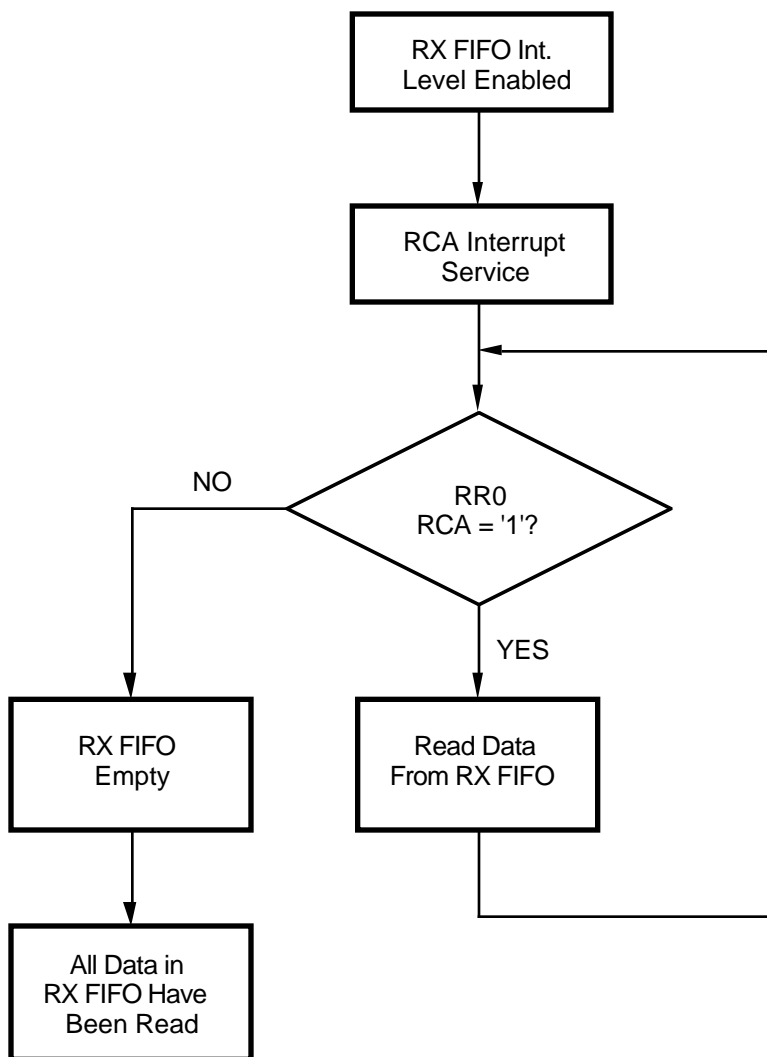 RX FIFO Int.
Level Enabled
RCA Interrupt
Service
RR0
RCA = '1'?
NO
YES
RX FIFO
Empty
Read Data
From RX FIFO
All Data in
RX FIFO Have
Been Read